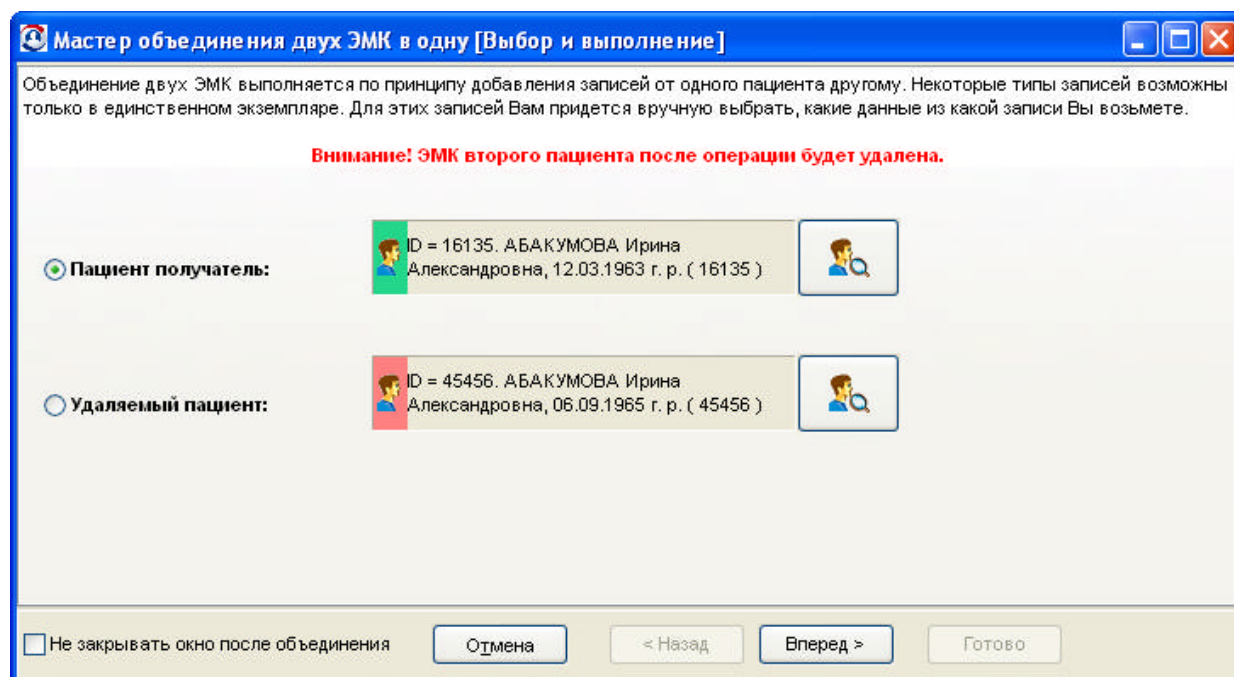 Мастер объединения двух ЭМК в одну [Выбор и выполнение]
Объединение двух ЭМК выполняется по принципу добавления записей от одного пациента другому. Некоторые типы записей возможны
только в единственном экземпляре. Для этих записей Вам придется вручную выбрать, какие данные из какой записи Вы возьмете.
Внимание! ЭМК второго пациента после операции будет удалена.
Пациент получатель:
ID = 16135. АБАКУМОВА Ирина
Александровна, 12.03.1963 г. р. ( 16135 )
Удаляемый пациент:
ID = 45456. АБАКУМОВА Ирина
Александровна, 06.09.1965 г. р. ( 45456 )
Не закрывать окно после объединения
Отмена
< Назад
Вперед >
Готово